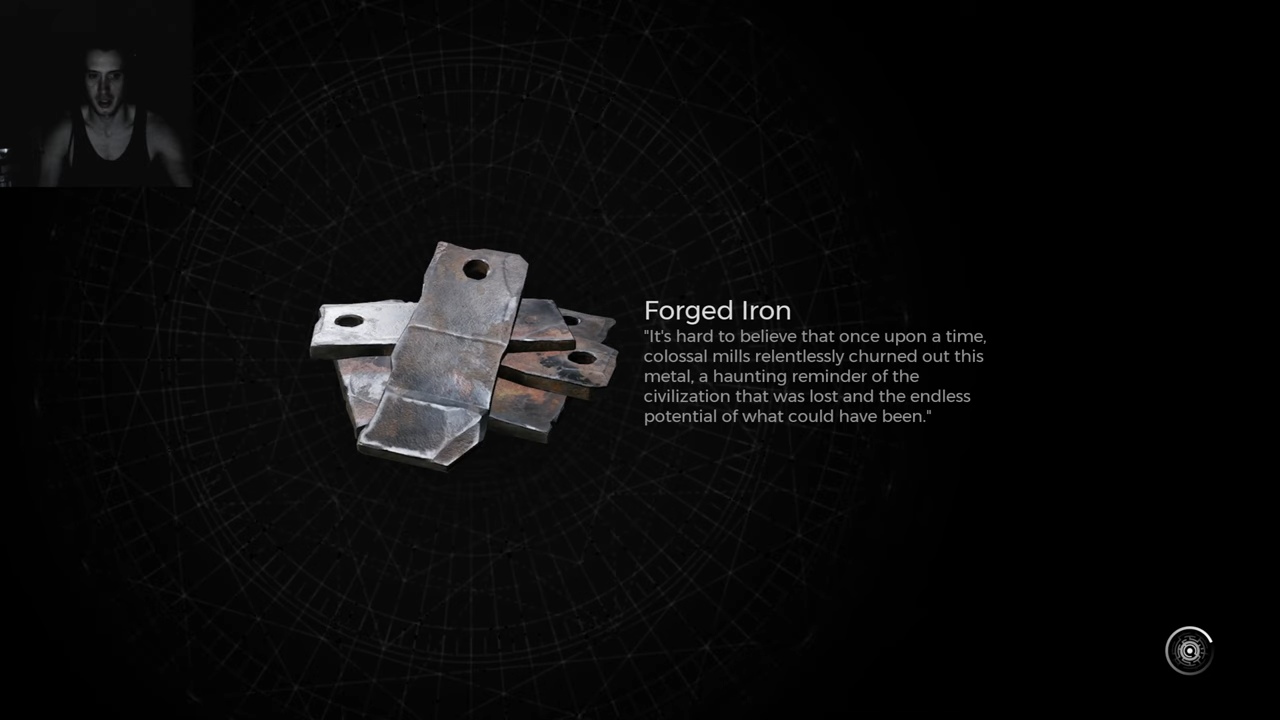 Forged Iron
"It's hard to believe that once upon a time,
colossal mills relentlessly churned out this
metal, a haunting reminder of the
civilization that was lost and the endless
potential of what could have been."